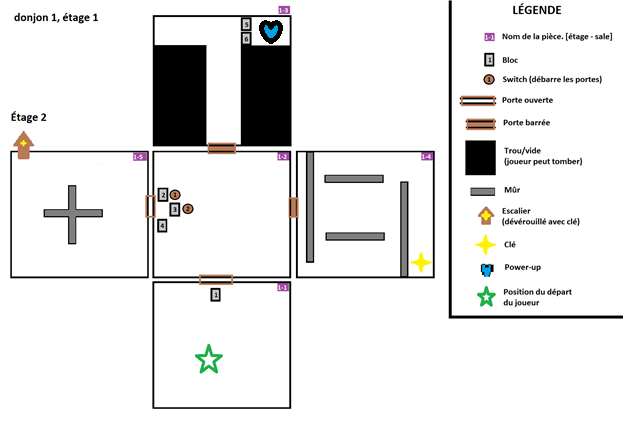 donjon 1, étage 1
Étage 2
1-3
5
6
1-5
1-2
2
1
3
2
4
1-4
1-1
1
LÉGENDE
1-1
Nom de la pièce. [étage - sale]
1
Bloc
1
Switch (débarre les portes)
Porte ouverte
Porte barrée
Trou/vide
(joueur peut tomber)
Mûr
Escalier
(dévérouillé avec clé)
Clé
Power-up
Position du départ
du joueur